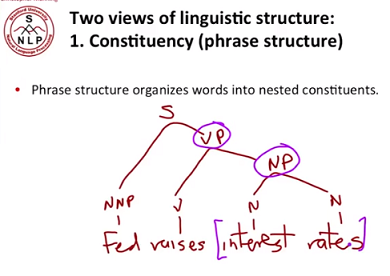 Two views of linguistic structure:
S
NLP
1. Constituency (phrase structure)
• Phrase structure organizes words into nested constituents.
S
VP
NP
NNP V N N
Fed raises [interest rates]